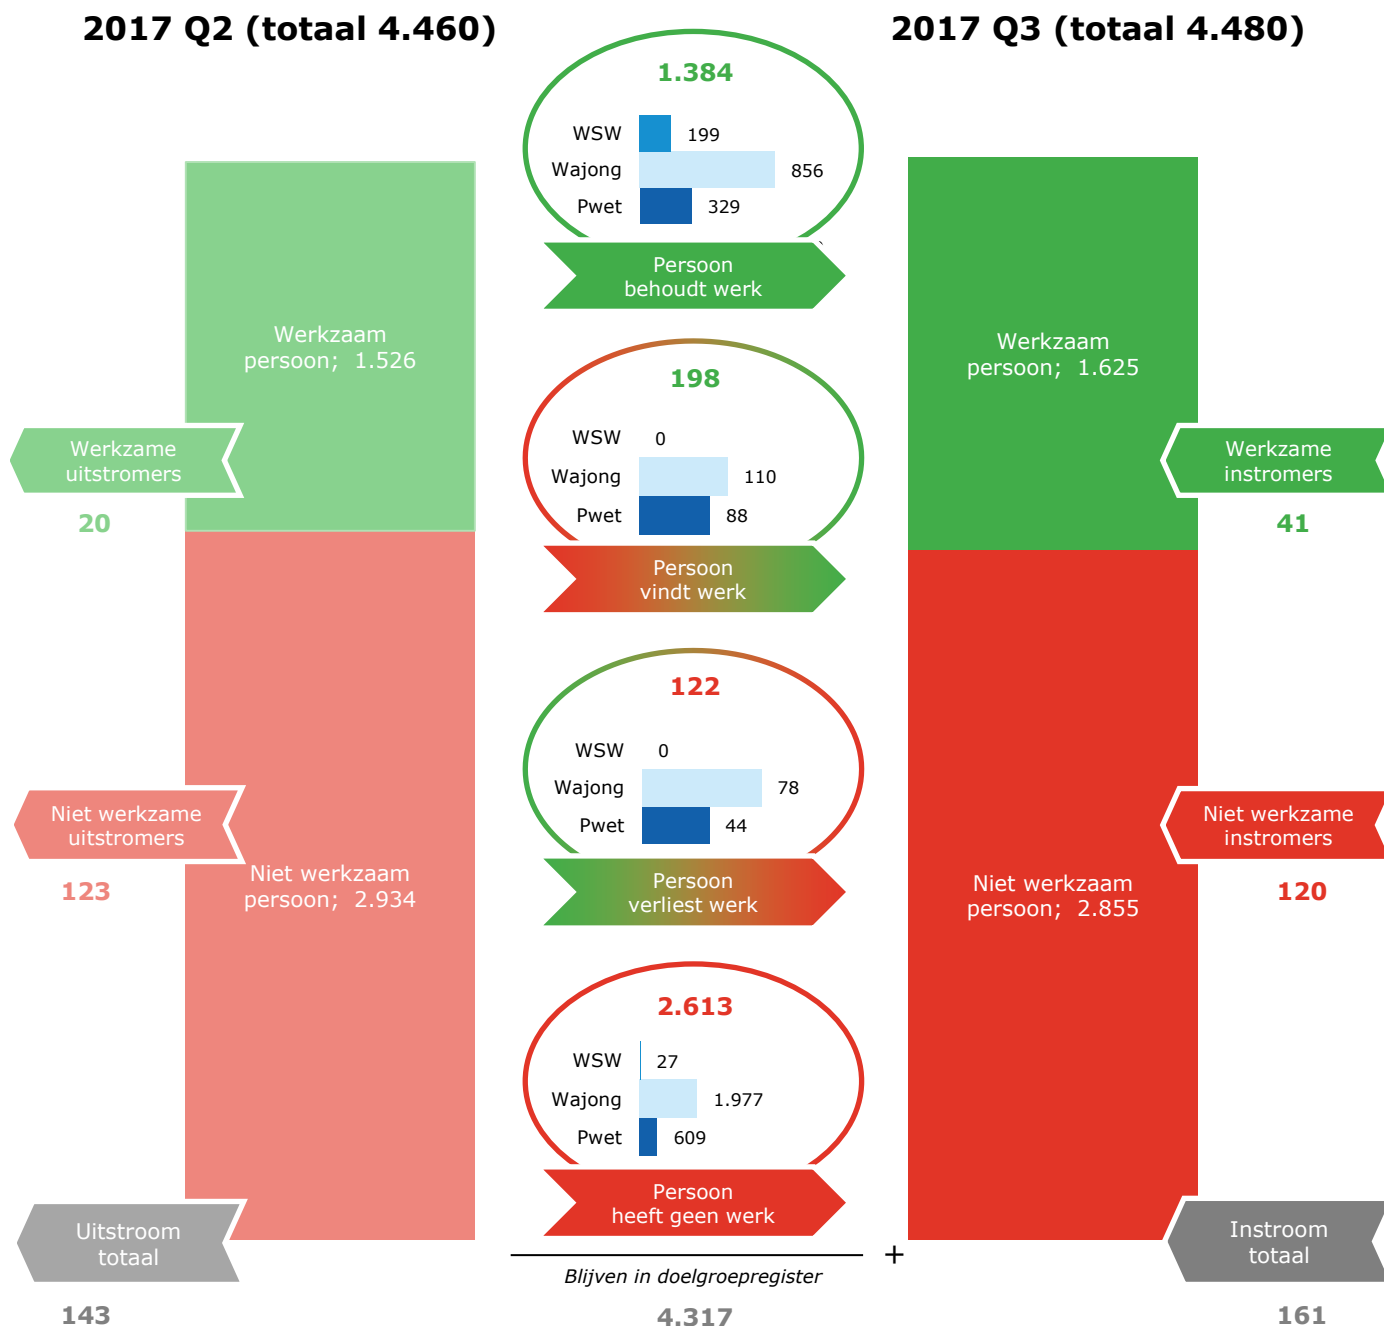 2017 Q2 (totaal 4.460)
2017 Q3 (totaal 4.480)
1.384
WSW 199
Wajong 856
Pwet 329
Persoon
behoudt werk
Werkzaam
persoon; 1.526
Werkzaam
persoon; 1.625
198
WSW 0
Wajong 110
Pwet 88
Persoon
vindt werk
Werkzame
uitstromers
20
Werkzame
instromers
41
122
WSW 0
Wajong 78
Pwet 44
Persoon
verliest werk
Niet werkzame
uitstromers
123
Niet werkzaam
persoon; 2.934
Niet werkzaam
persoon; 2.855
Niet werkzame
instromers
120
2.613
WSW 27
Wajong 1.977
Pwet 609
Persoon
heeft geen werk
Uitstroom
totaal
143
+
Blijven in doelgroepregister
4.317
Instroom
totaal
161